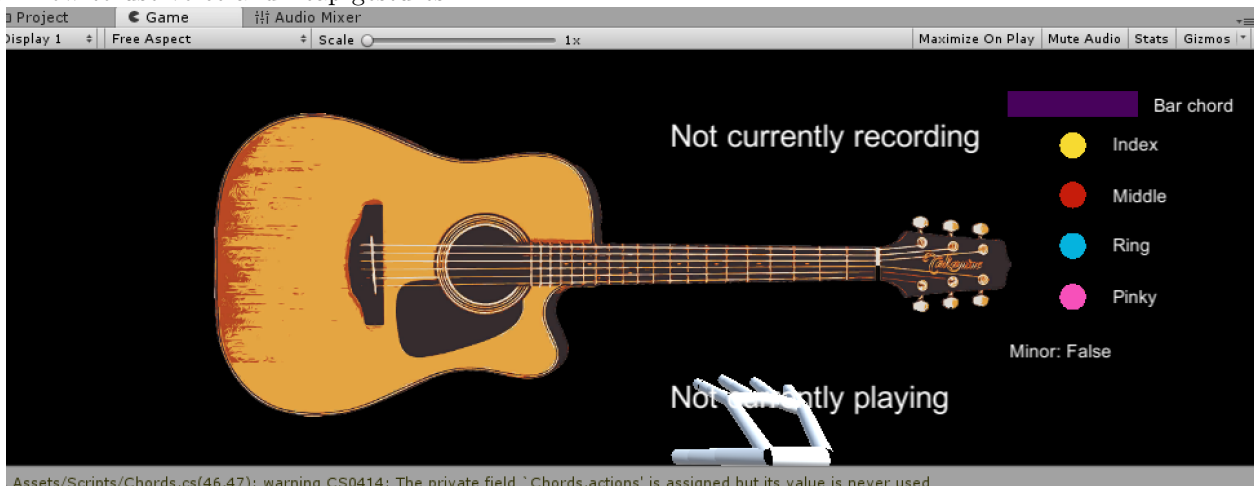 Project Game Audio Mixer
Display 1 Free Aspect Scale 1x Maximize On Play Mute Audio Stats Gizmos
Bar chord
Not currently recording
Index
Middle
Ring
Pinky
Minor: False
Not currently playing
Assets/Scripts/Chords.cs(46,47): warning CS0414: The private field `Chords.actions' is assigned but its value is never used